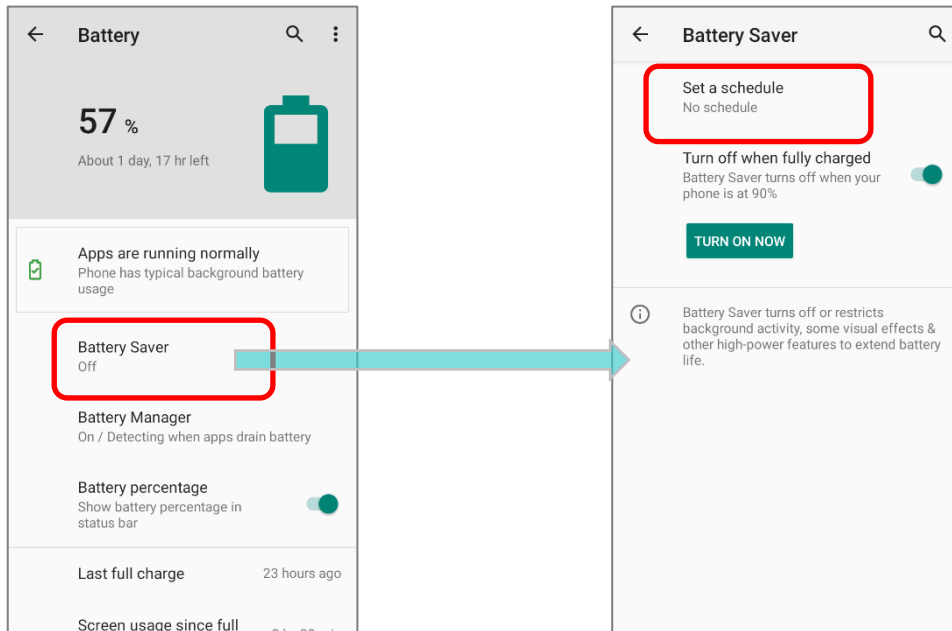 Battery
57 %
About 1 day, 17 hr left
Apps are running normally
Phone has typical background battery
usage
Battery Saver
Off
Battery Manager
On / Detecting when apps drain battery
Battery percentage
Show battery percentage in
status bar
Last full charge
23 hours ago
Screen usage since full
Battery Saver
Set a schedule
No schedule
Turn off when fully charged
Battery Saver turns off when your
phone is at 90%
TURN ON NOW
Battery Saver turns off or restricts
background activity, some visual effects &
other high-power features to extend battery
life.